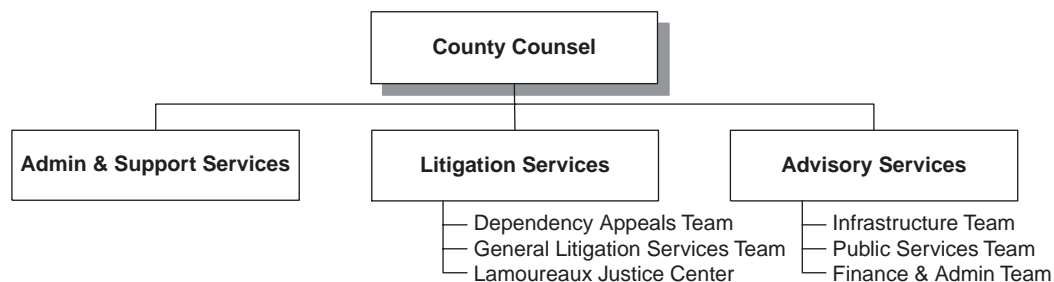 County Counsel
Admin & Support Services
Litigation Services
Dependency Appeals Team
General Litigation Services Team
Lamoureaux Justice Center
Advisory Services
Infrastructure Team
Public Services Team
Finance & Admin Team